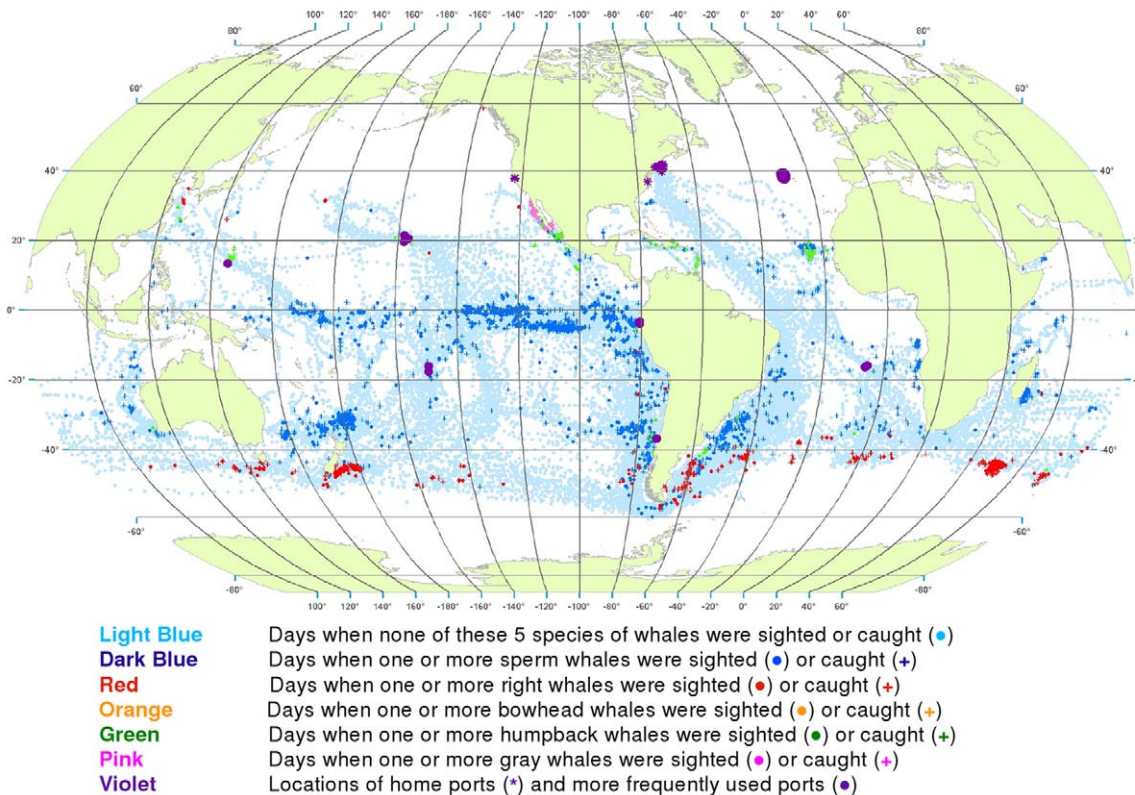 100° 120° 140° 160° 180° -160° -140° -120° -100° -80° -60° -40° -20° 0° 20° 40° 60°
80° 80°
60° 60°
40° 40°
20° 20
0° 0°
-20° -20°
-40° -40°
-60° -60°
-80° -80°
100° 120° 140° 160° 180° -160° -140° -120° -100° -80° -60° -40° -20° 0° 20° 40° 60°
Light Blue Days when none of these 5 species of whales were sighted or caught (●)
Dark Blue Days when one or more sperm whales were sighted (●) or caught (+)
Red Days when one or more right whales were sighted (●) or caught (+)
Orange Days when one or more bowhead whales were sighted (●) or caught (+)
Green Days when one or more humpback whales were sighted (●) or caught (+)
Pink Days when one or more gray whales were sighted (●) or caught (+)
Violet Locations of home ports (*) and more frequently used ports (●)